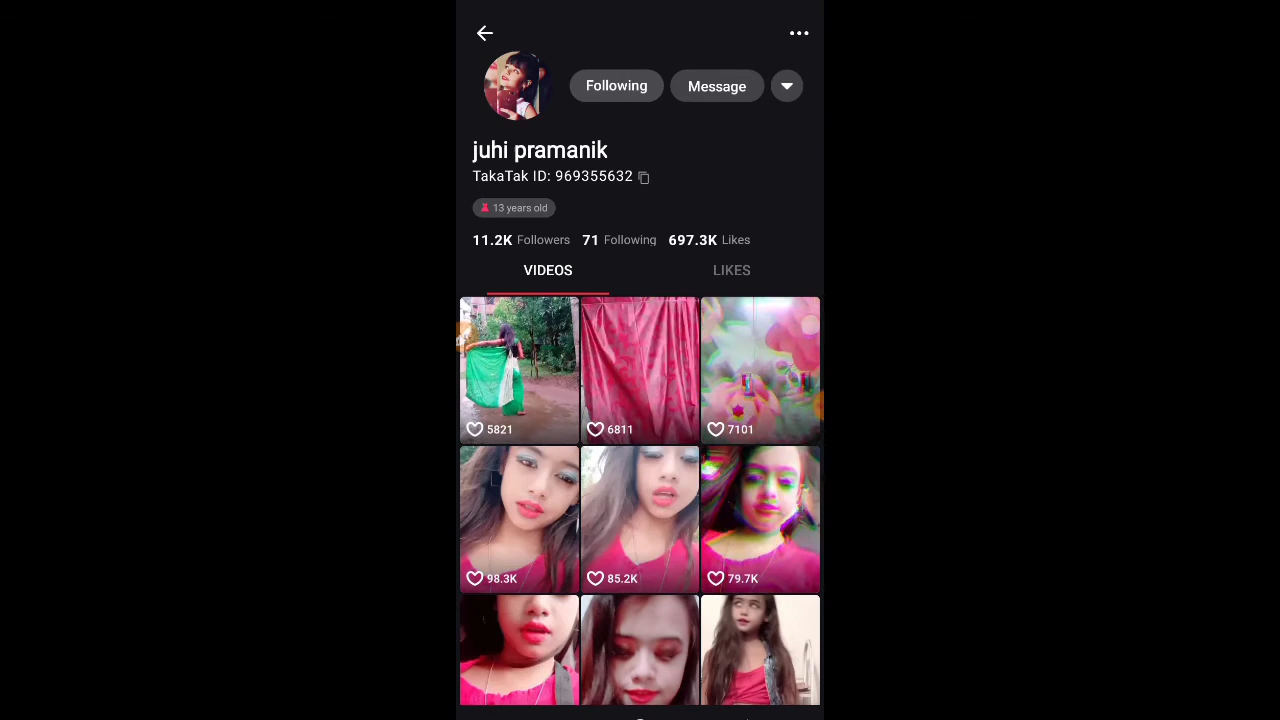 Following
Message
juhi pramanik
TakaTak ID: 969355632
13 years old
11.2K Followers 71 Following 697.3K Likes
VIDEOS
LIKES
5821
6811
7101
98.3K
85.2K
79.7K